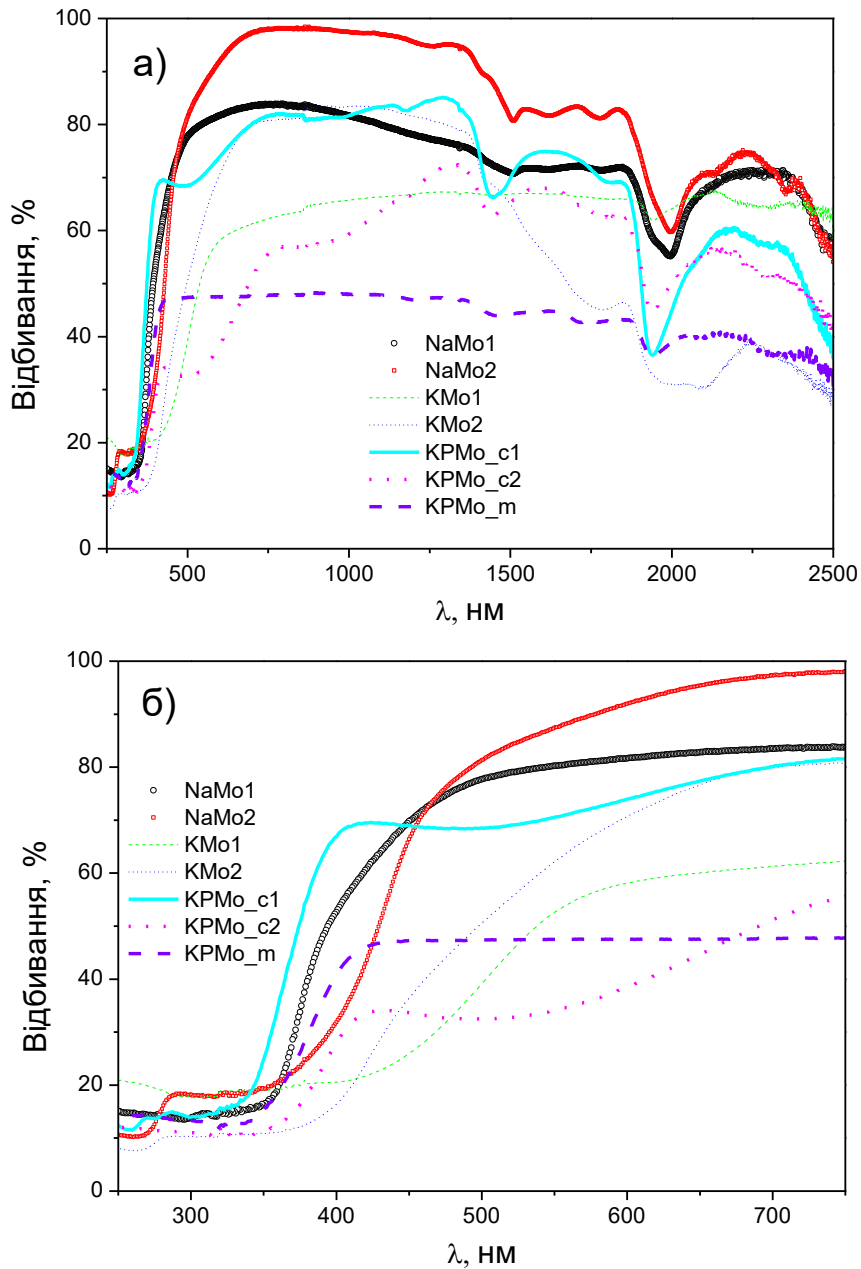 а)
100
80
60
40
20
0
Відбивання, %
NaMo1
NaMo2
KMo1
KMo2
KPMo_c1
KPMo_c2
KPMo_m
500
1000
1500
2000
2500
λ, нм
б)
100
80
60
40
20
0
Відбивання, %
NaMo1
NaMo2
KMo1
KMo2
KPMo_c1
KPMo_c2
KPMo_m
300
400
500
600
700
λ, нм